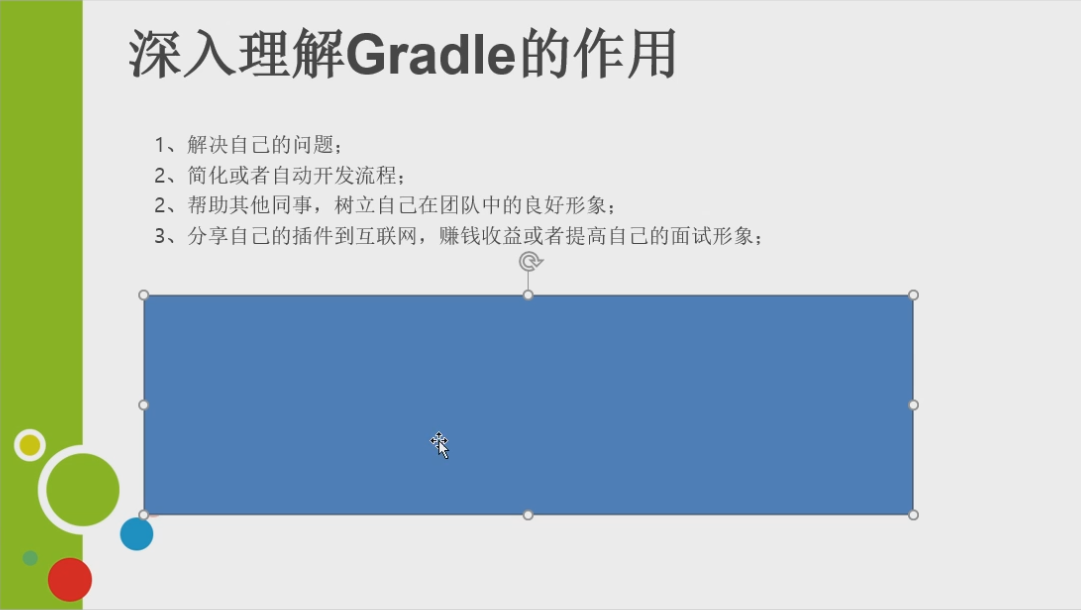 深入理解Gradle的作用
1、解决自己的问题；
2、简化或者自动开发流程；
2、帮助其他同事，树立自己在团队中的良好形象；
3、分享自己的插件到互联网，赚钱收益或者提高自己的面试形象；